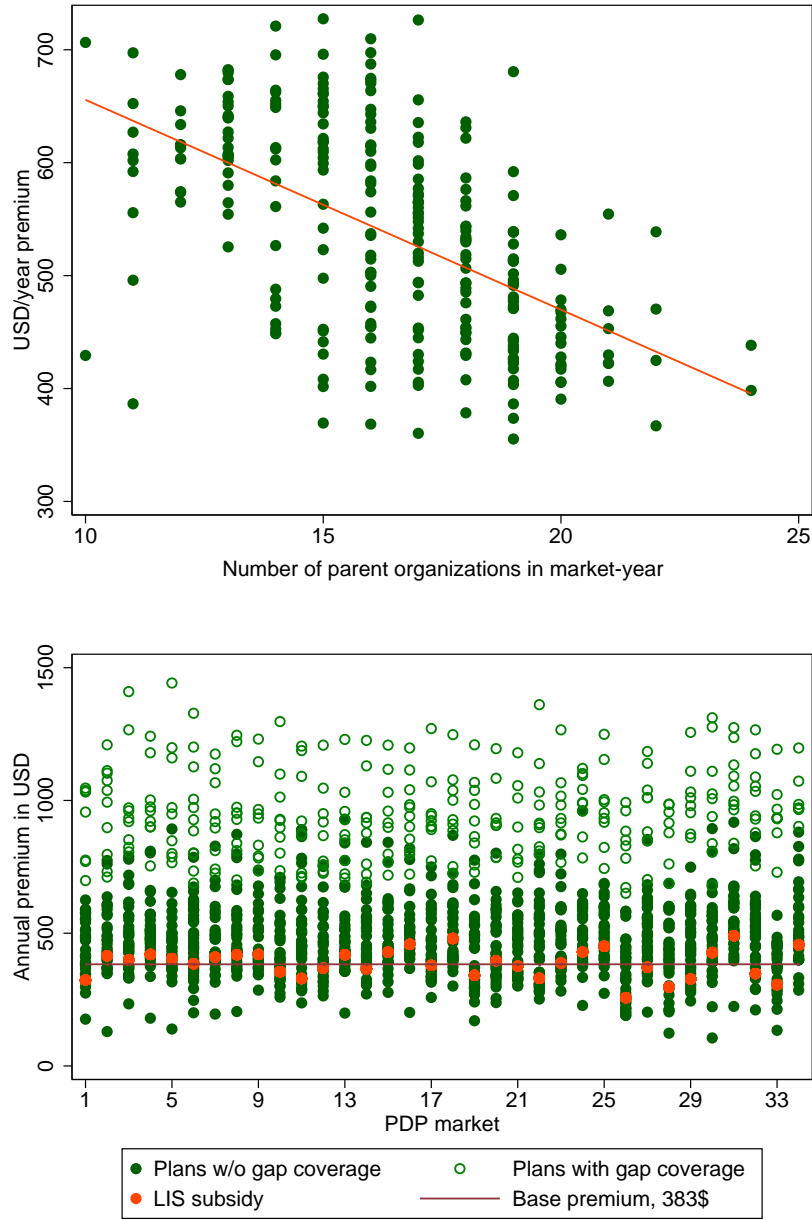 USD/year premium
700
600
500
400
300
10 15 20 25
Number of parent organizations in market-year
Annual premium in USD
1500
1000
500
0
1 5 9 13 17 21 25 29 33
PDP market
Plans w/o gap coverage Plans with gap coverage
LIS subsidy Base premium, 383$